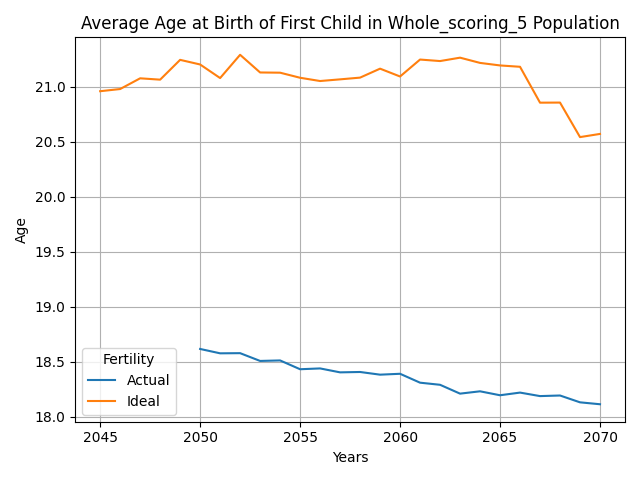 Average Age at Birth of First Child in Whole_scoring_5 Population
Age
21.0
20.5
20.0
19.5
19.0
18.5
18.0
Fertility
Actual
Ideal
2045 2050 2055 2060 2065 2070
Years